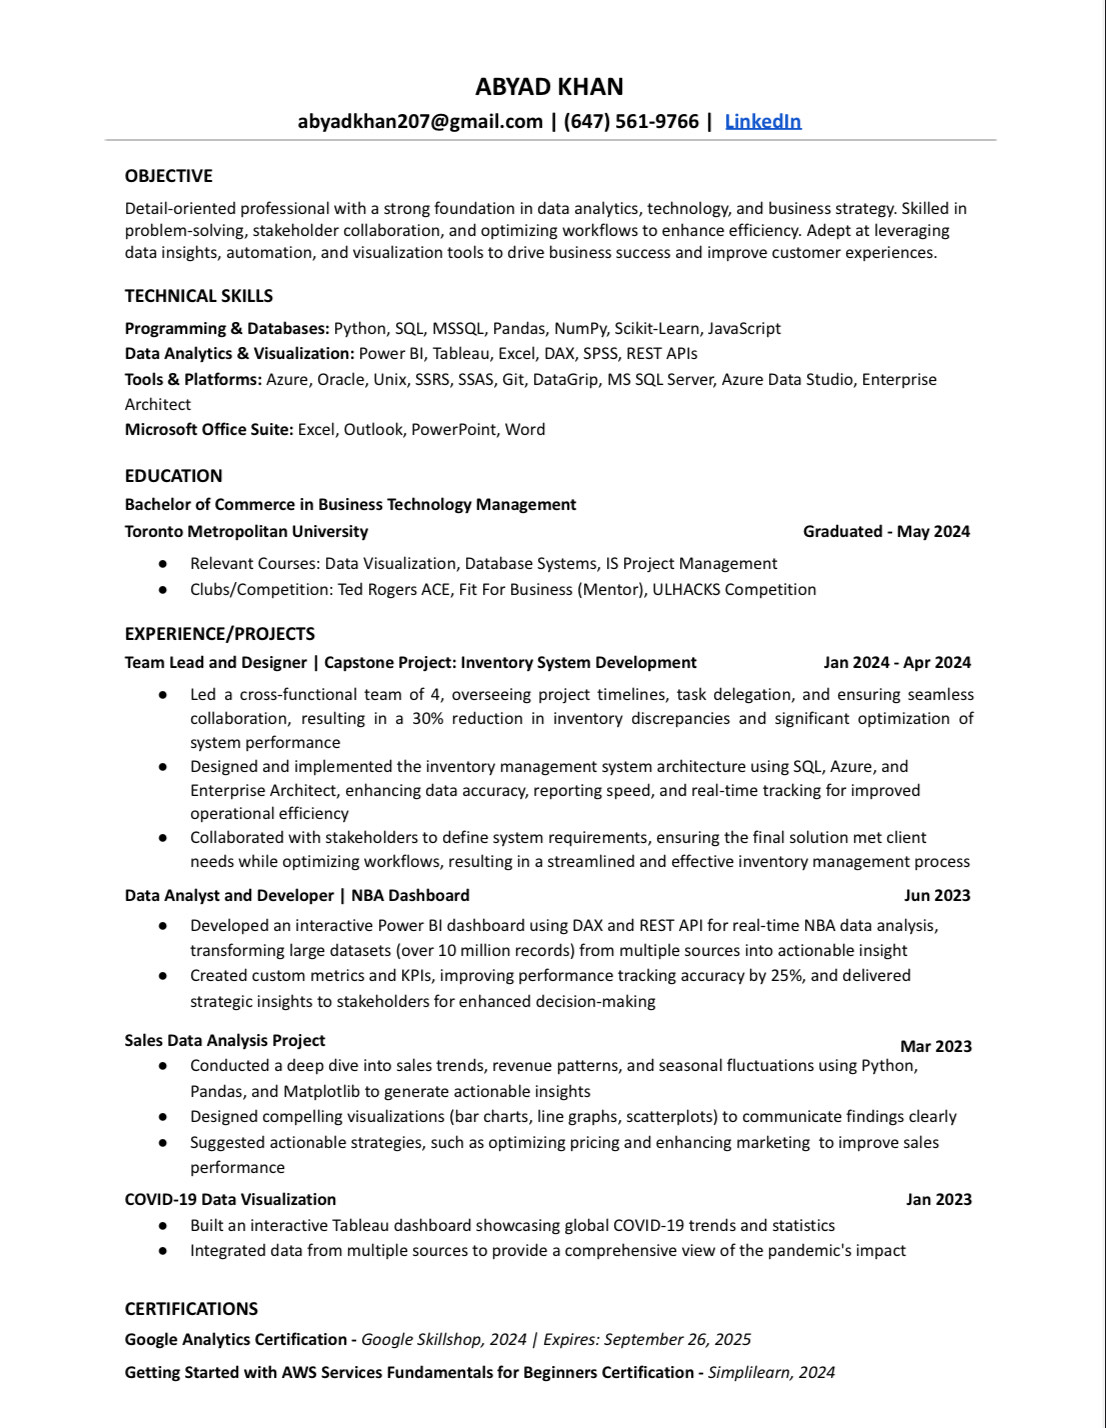 ABYAD KHAN
abyadkhan207@gmail.com | (647) 561-9766 | LinkedIn
OBJECTIVE
Detail-oriented professional with a strong foundation in data analytics, technology, and business strategy. Skilled in
problem-solving, stakeholder collaboration, and optimizing workflows to enhance efficiency. Adept at leveraging
data insights, automation, and visualization tools to drive business success and improve customer experiences.
TECHNICAL SKILLS
Programming & Databases: Python, SQL, MSSQL, Pandas, NumPy, Scikit-Learn, JavaScript
Data Analytics & Visualization: Power BI, Tableau, Excel, DAX, SPSS, REST APIs
Tools & Platforms: Azure, Oracle, Unix, SSRS, SSAS, Git, DataGrip, MS SQL Server, Azure Data Studio, Enterprise
Architect
Microsoft Office Suite: Excel, Outlook, PowerPoint, Word
EDUCATION
Bachelor of Commerce in Business Technology Management
Toronto Metropolitan University Graduated - May 2024
● Relevant Courses: Data Visualization, Database Systems, IS Project Management
● Clubs/Competition: Ted Rogers ACE, Fit For Business (Mentor), ULHACKS Competition
EXPERIENCE/PROJECTS
Team Lead and Designer | Capstone Project: Inventory System Development Jan 2024 - Apr 2024
● Led a cross-functional team of 4, overseeing project timelines, task delegation, and ensuring seamless
collaboration, resulting in a 30% reduction in inventory discrepancies and significant optimization of
system performance
● Designed and implemented the inventory management system architecture using SQL, Azure, and
Enterprise Architect, enhancing data accuracy, reporting speed, and real-time tracking for improved
operational efficiency
● Collaborated with stakeholders to define system requirements, ensuring the final solution met client
needs while optimizing workflows, resulting in a streamlined and effective inventory management process
Data Analyst and Developer | NBA Dashboard Jun 2023
● Developed an interactive Power BI dashboard using DAX and REST API for real-time NBA data analysis,
transforming large datasets (over 10 million records) from multiple sources into actionable insight
● Created custom metrics and KPIs, improving performance tracking accuracy by 25%, and delivered
strategic insights to stakeholders for enhanced decision-making
Sales Data Analysis Project Mar 2023
● Conducted a deep dive into sales trends, revenue patterns, and seasonal fluctuations using Python,
Pandas, and Matplotlib to generate actionable insights
● Designed compelling visualizations (bar charts, line graphs, scatterplots) to communicate findings clearly
● Suggested actionable strategies, such as optimizing pricing and enhancing marketing to improve sales
performance
COVID-19 Data Visualization Jan 2023
● Built an interactive Tableau dashboard showcasing global COVID-19 trends and statistics
● Integrated data from multiple sources to provide a comprehensive view of the pandemic's impact
CERTIFICATIONS
Google Analytics Certification - Google Skillshop, 2024 | Expires: September 26, 2025
Getting Started with AWS Services Fundamentals for Beginners Certification - Simplilearn, 2024